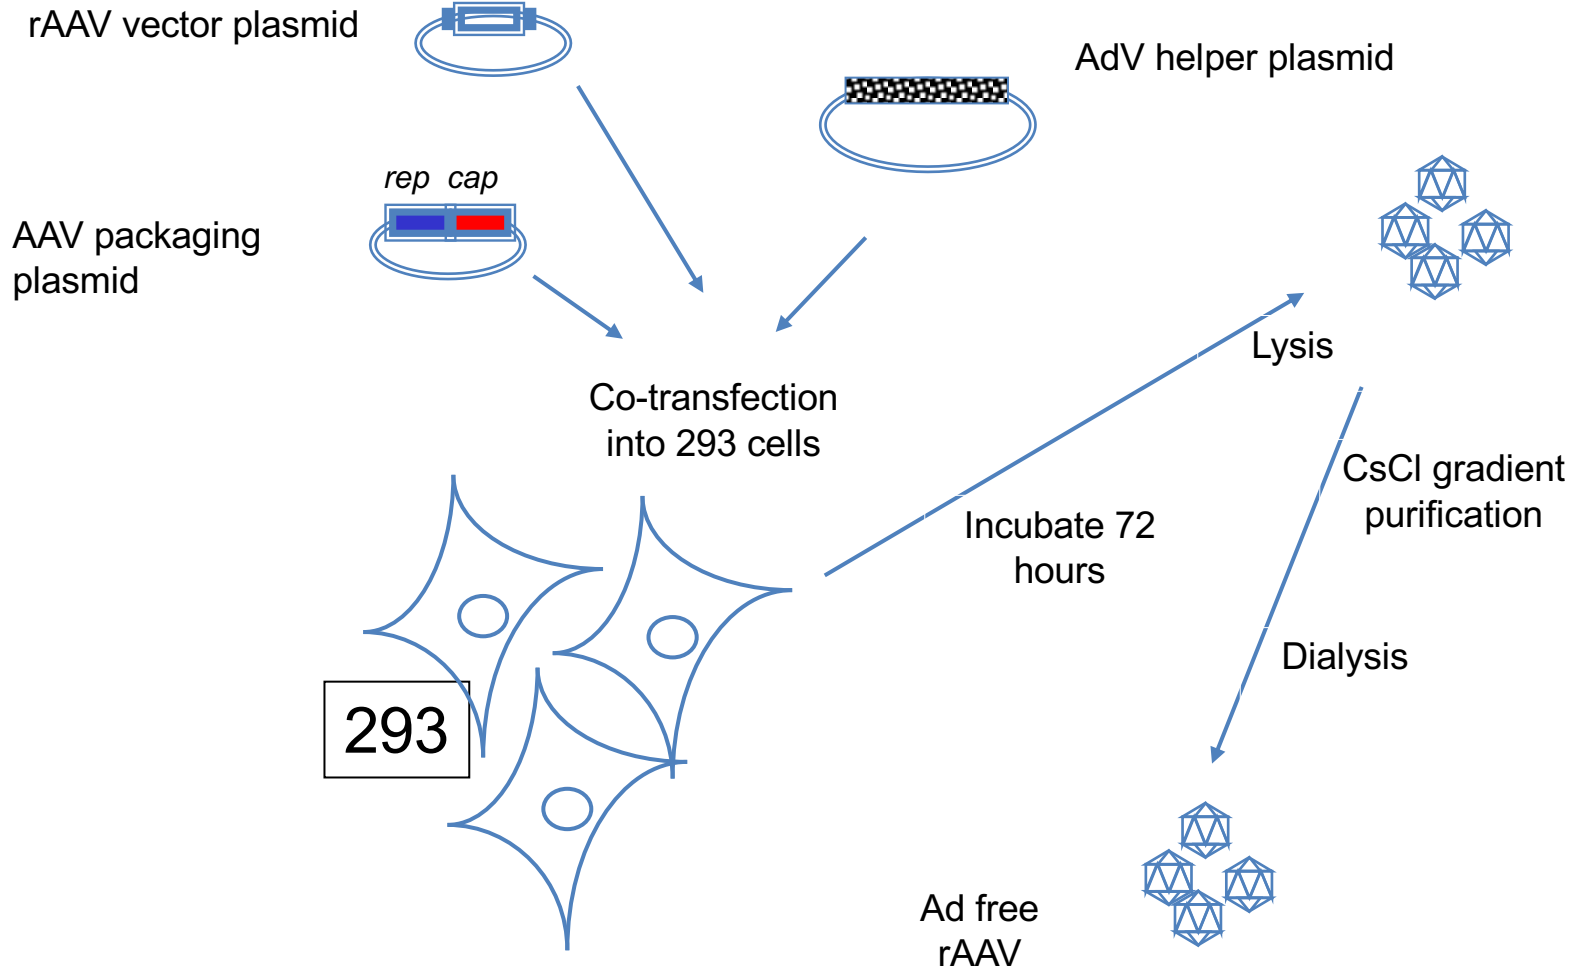 rAAV vector plasmid
AdV helper plasmid
rep cap
AAV packaging
plasmid
Lysis
Co-transfection
into 293 cells
CsCl gradient
purification
Incubate 72
hours
Dialysis
293
Ad free
rAAV